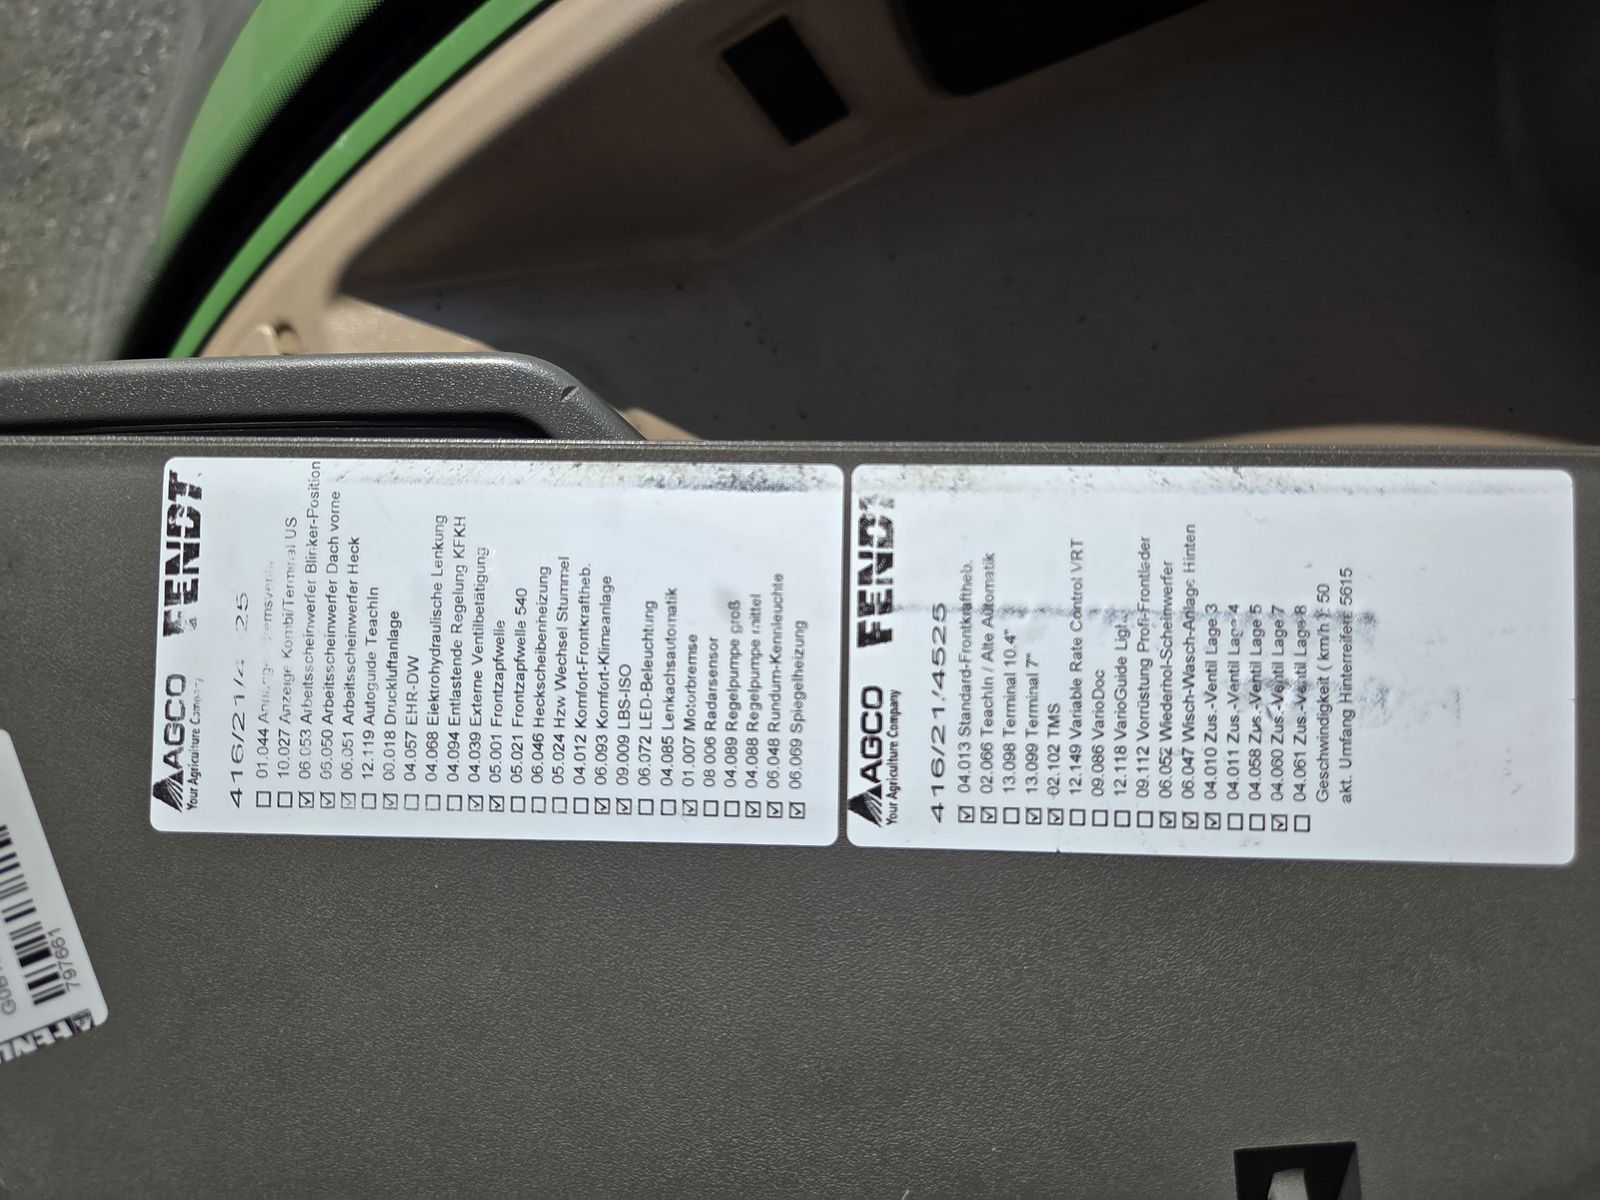 AGCO FENDT
Your Agriculture Company
416/21/4 25
☐ 01.044
☐ 10.027 Anzeige Kombi/Terminal US
☑ 06.053 Arbeitsscheinwerfer Blinker-Position
☑ 06.050 Arbeitsscheinwerfer Dach vorne
☑ 06.051 Arbeitsscheinwerfer Heck
☐ 12.119 Autoguide TeachIn
☑ 00.018 Druckluftanlage
☐ 04.057 EHR-DW
☐ 04.068 Elektrohydraulische Lenkung
☐ 04.094 Entlastende Regelung KFKH
☑ 04.039 Externe Ventilbetätigung
☑ 05.001 Frontzapfwelle
☐ 05.021 Frontzapfwelle 540
☐ 06.046 Heckscheibenheizung
☐ 05.024 Hzw Wechsel Stummel
☐ 04.012 Komfort-Frontkraftheb.
☑ 06.093 Komfort-Klimaanlage
☑ 09.009 LBS-ISO
☐ 06.072 LED-Beleuchtung
☐ 04.085 Lenkachsautomatik
☑ 01.007 Motorbremse
☐ 08.006 Radarsensor
☐ 04.089 Regelpumpe groß
☑ 04.088 Regelpumpe mittel
☑ 06.048 Rundum-Kennleuchte
☑ 06.069 Spiegelheizung
AGCO FENDT
Your Agriculture Company
416/21/4525
☑ 04.013 Standard-Frontkraftheb.
☑ 02.066 TeachIn / Alte Automatik
☐ 13.098 Terminal 10.4"
☑ 13.099 Terminal 7"
☑ 02.102 TMS
☐ 12.149 Variable Rate Control VRT
☐ 09.086 VarioDoc
☐ 12.118 VarioGuide Light
☐ 09.112 Vorrüstung Profi-Frontlader
☑ 06.052 Wiederhol-Scheinwerfer
☑ 06.047 Wisch-Wasch-Anlage Hinten
☑ 04.010 Zus.-Ventil Lage 3
☐ 04.011 Zus.-Ventil Lage 4
☐ 04.058 Zus.-Ventil Lage 5
☑ 04.060 Zus.-Ventil Lage 7
☐ 04.061 Zus.-Ventil Lage 8
Geschwindigkeit ( km/h ): 50
akt. Umfang Hinterreifen: 5615
797661
FENDT